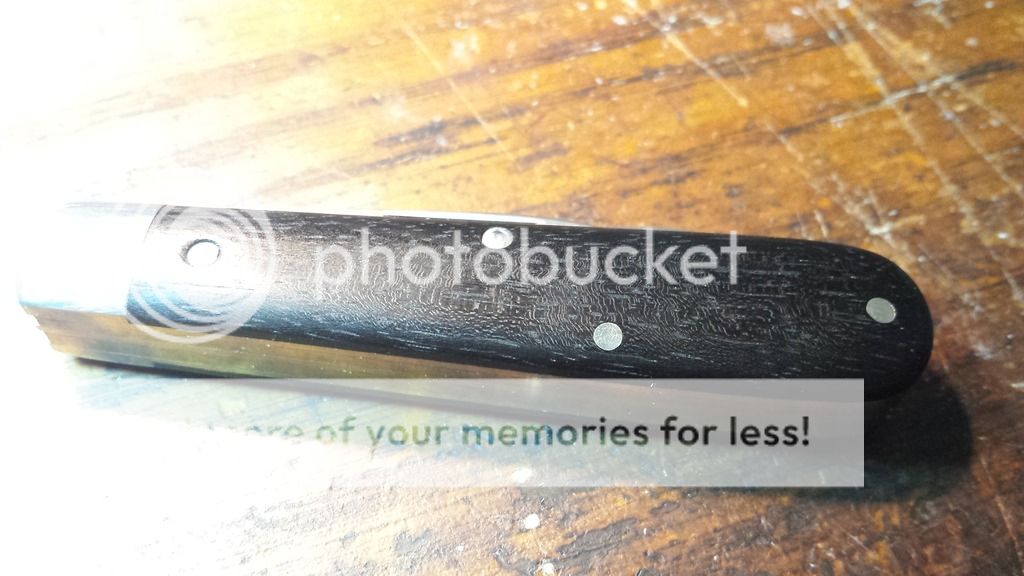 photobucket
of your memories for less!